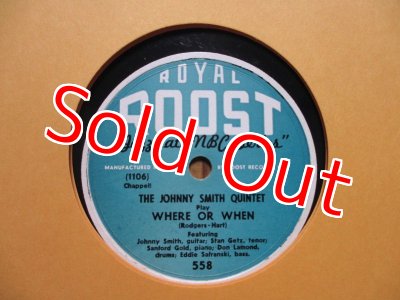 ROYAL
ROOST
Sold Out
MANUFACTURED
(1106)
Chappell
THE JOHNNY SMITH QUINTET
Play
WHERE OR WHEN
(Rodgers-Hart)
Featuring
Johnny Smith, guitar; Stan Getz, tenor;
Sanford Gold, piano; Don Lamond,
drums; Eddie Safranski, bass.
558